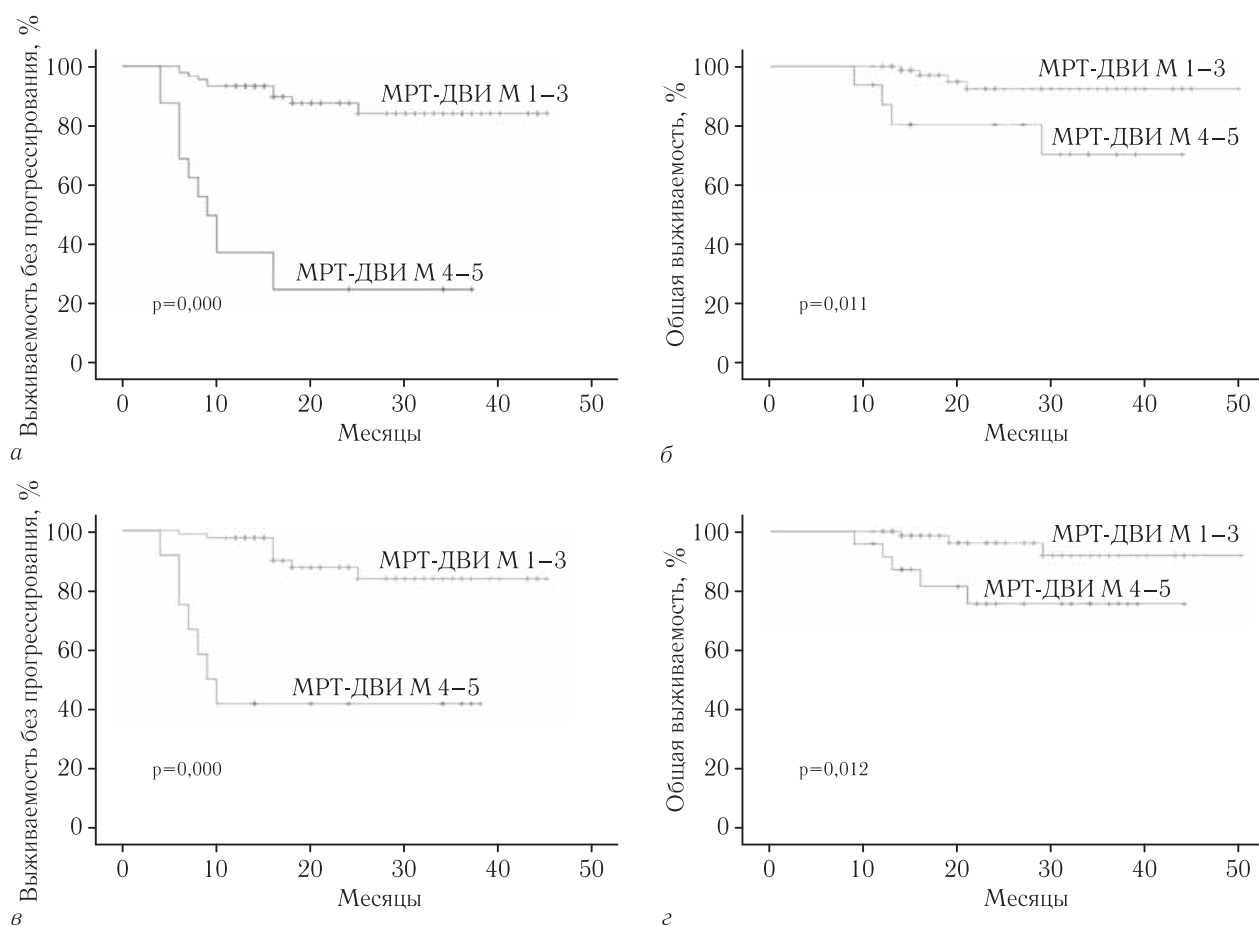 Выживаемость без прогрессирования, %
100
80
60
40
20
0
МРТ-ДВИ М 1–3
МРТ-ДВИ М 4–5
p=0,000
0 10 20 30 40 50
Месяцы
а
Общая выживаемость, %
100
80
60
40
20
0
МРТ-ДВИ М 1–3
МРТ-ДВИ М 4–5
p=0,011
0 10 20 30 40 50
Месяцы
б
Выживаемость без прогрессирования, %
100
80
60
40
20
0
МРТ-ДВИ М 1–3
МРТ-ДВИ М 4–5
p=0,000
0 10 20 30 40 50
Месяцы
в
Общая выживаемость, %
100
80
60
40
20
0
МРТ-ДВИ М 1–3
МРТ-ДВИ М 4–5
p=0,012
0 10 20 30 40 50
Месяцы
г